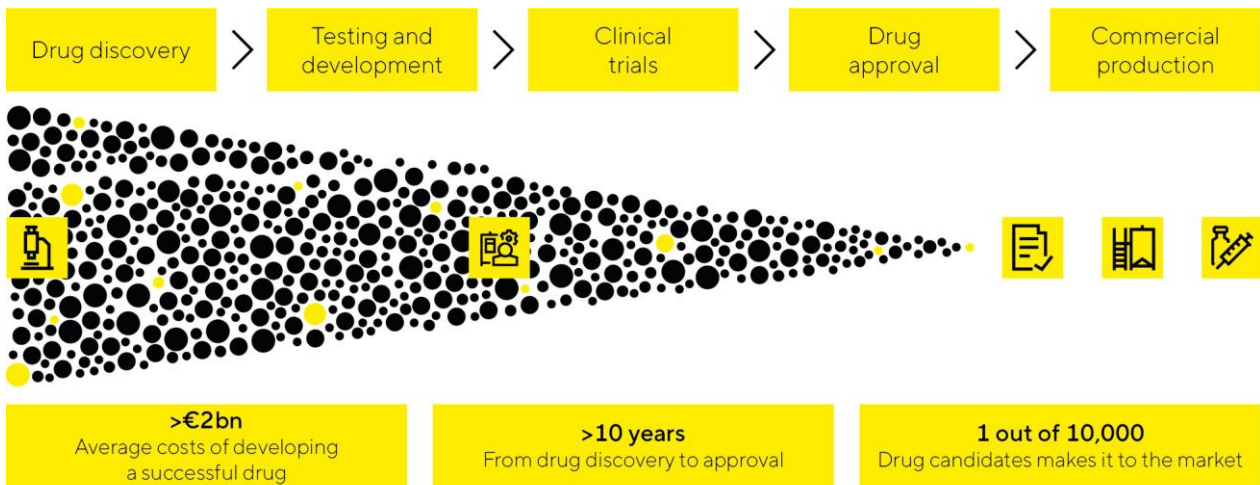 Drug discovery
Testing and
development
Clinical
trials
Drug
approval
Commercial
production
>€2bn
Average costs of developing
a successful drug
>10 years
From drug discovery to approval
1 out of 10,000
Drug candidates makes it to the market